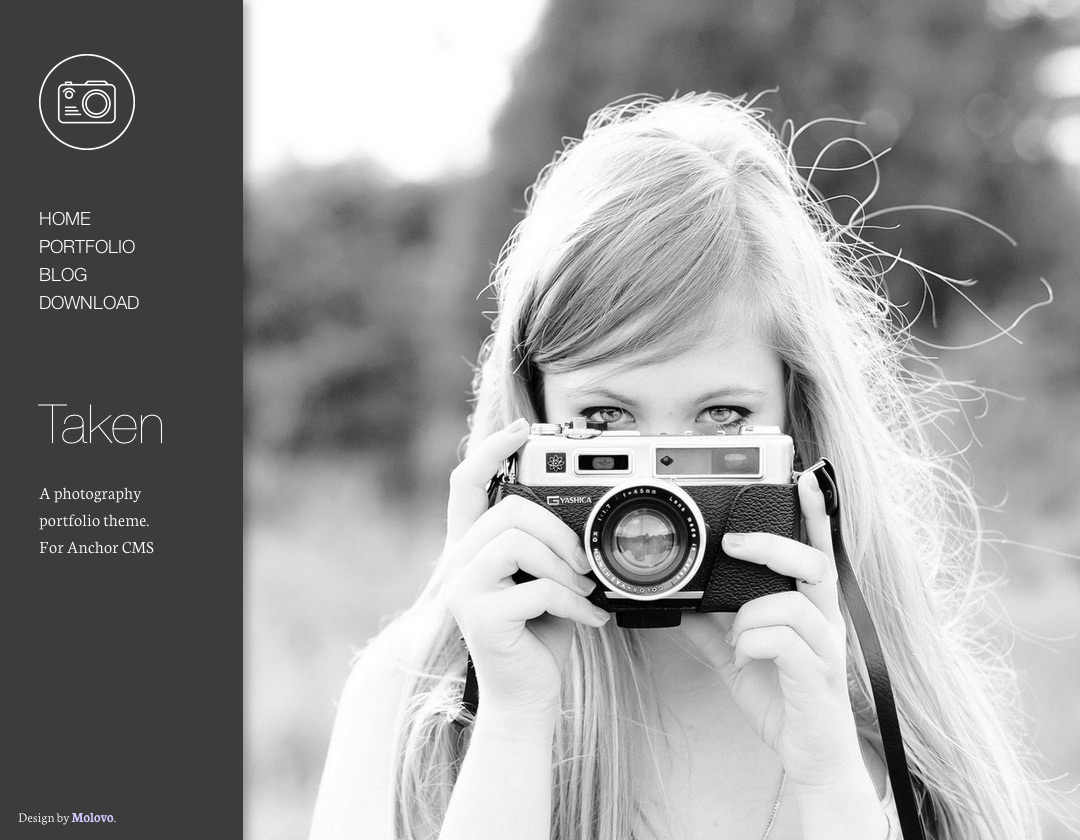 HOME
PORTFOLIO
BLOG
DOWNLOAD
Taken
A photography
portfolio theme.
For Anchor CMS
Design by Molovo.
YASHICA